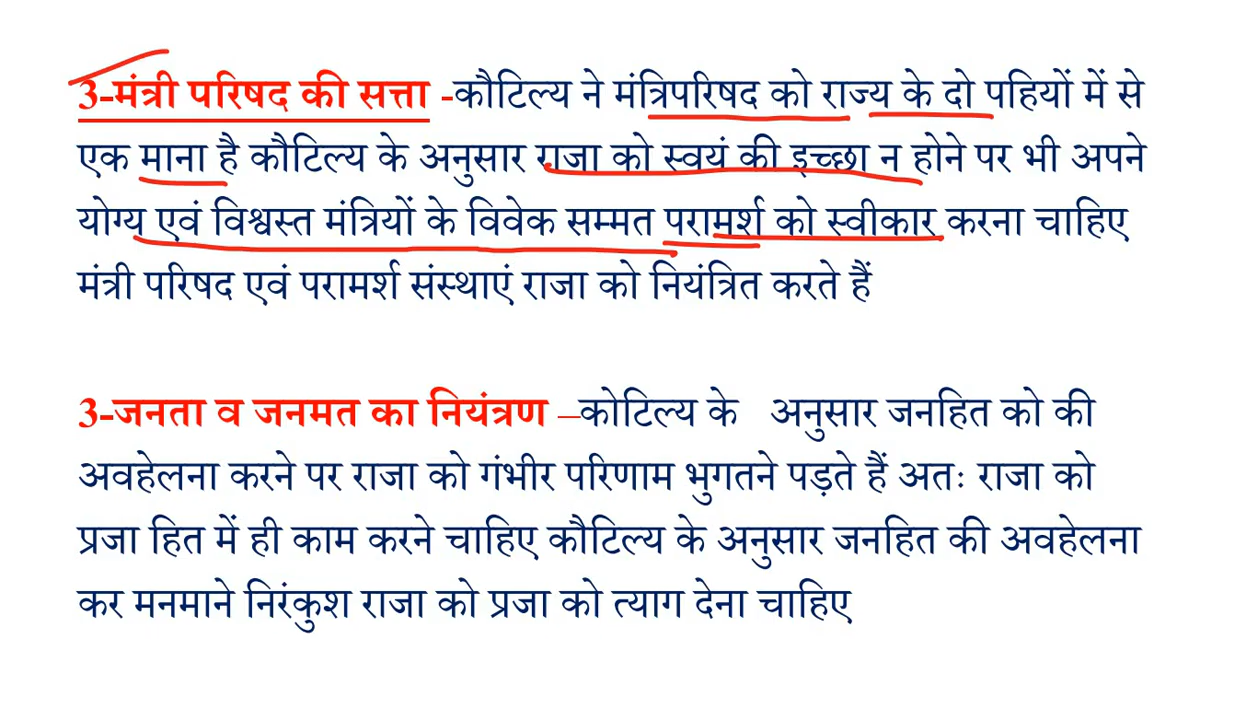 3-मंत्री परिषद की सत्ता -कौटिल्य ने मंत्रिपरिषद को राज्य के दो पहियों में से
एक माना है कौटिल्य के अनुसार राजा को स्वयं की इच्छा न होने पर भी अपने
योग्य एवं विश्वस्त मंत्रियों के विवेक सम्मत परामर्श को स्वीकार करना चाहिए
मंत्री परिषद एवं परामर्श संस्थाएं राजा को नियंत्रित करते हैं
3-जनता व जनमत का नियंत्रण –कोटिल्य के अनुसार जनहित को की
अवहेलना करने पर राजा को गंभीर परिणाम भुगतने पड़ते हैं अतः राजा को
प्रजा हित में ही काम करने चाहिए कौटिल्य के अनुसार जनहित की अवहेलना
कर मनमाने निरंकुश राजा को प्रजा को त्याग देना चाहिए